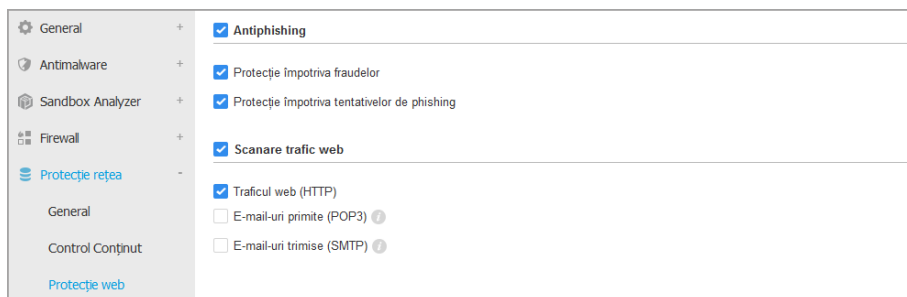 General +
Antimalware +
Sandbox Analyzer +
Firewall +
Protecție rețea -
General
Control Conținut
Protecție web
Antiphishing
Protecție împotriva fraudelor
Protecție împotriva tentativelor de phishing
Scanare trafic web
Traficul web (HTTP)
E-mail-uri primite (POP3) i
E-mail-uri trimise (SMTP) i